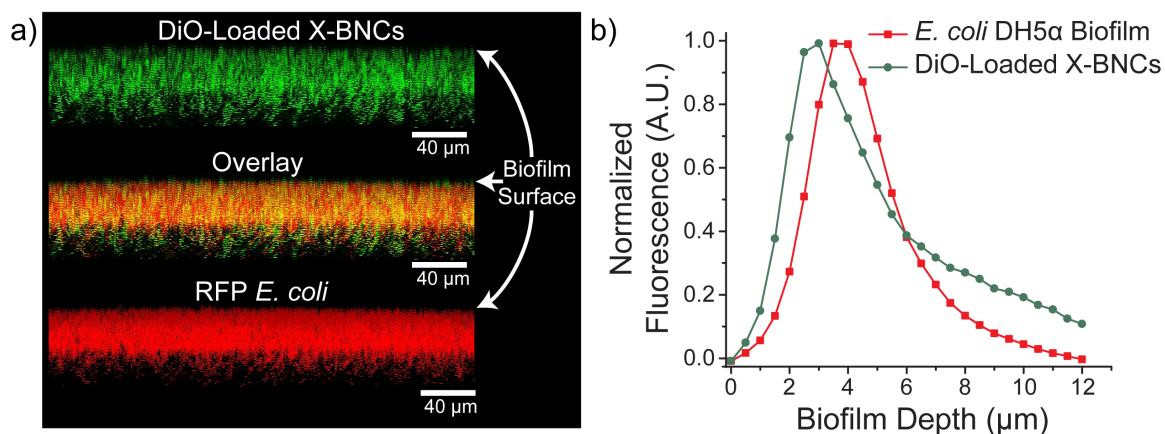 a)
DiO-Loaded X-BNCs
40 µm
Overlay
Biofilm
Surface
40 µm
RFP E. coli
40 µm
b)
E. coli DH5α Biofilm
DiO-Loaded X-BNCs
Normalized
Fluorescence (A.U.)
1.0
0.8
0.6
0.4
0.2
0.0
0 2 4 6 8 10 12
Biofilm Depth (µm)